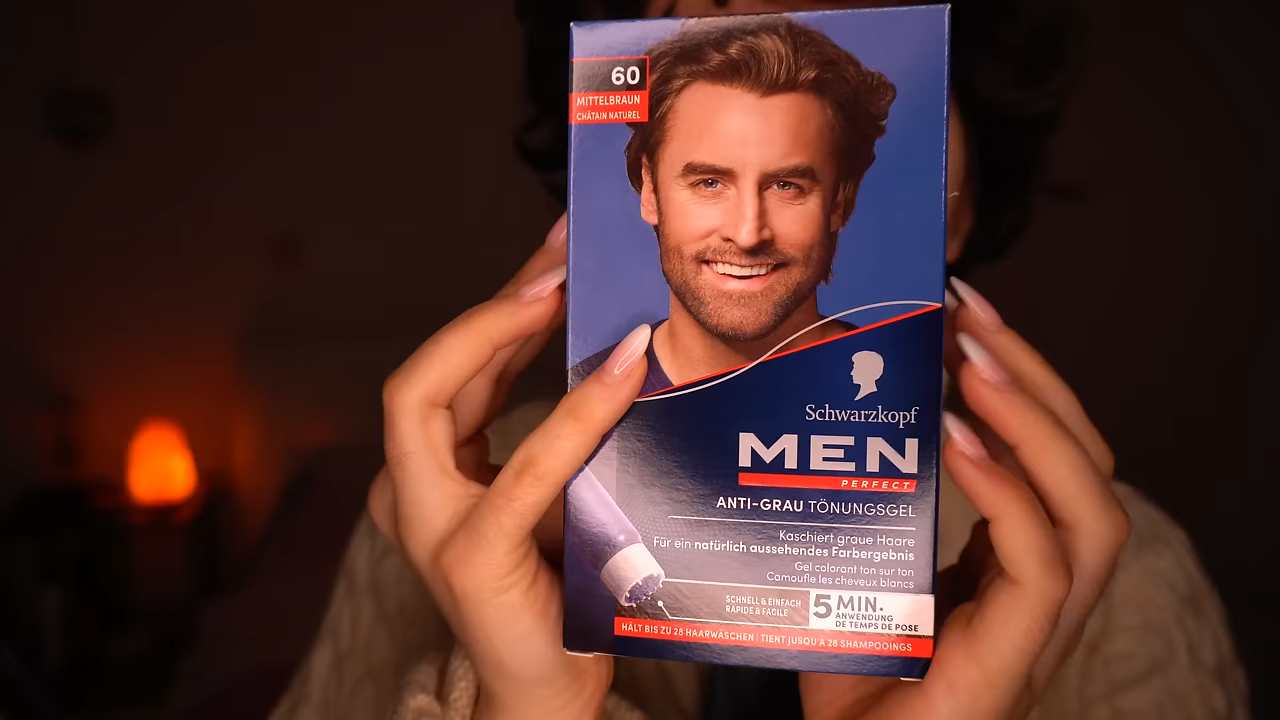 60
MITTELBRAUN
CHÂTAIN NATUREL
Schwarzkopf
MEN
PERFECT
ANTI-GRAU TÖNUNGSGEL
Kaschiert graue Haare
Für ein natürlich aussehendes Farbergebnis
Gel colorant ton sur ton
Camoufle les cheveux blancs
SCHNELL & EINFACH
RAPIDE & FACILE
5 MIN.
ANWENDUNG
DE TEMPS DE POSE
HÄLT BIS ZU 28 HAARWÄSCHEN | TIENT JUSQU'À 28 SHAMPOOINGS